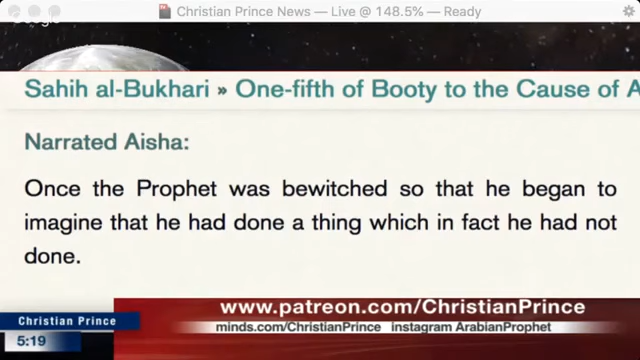 Christian Prince News — Live @ 148.5% — Ready
Google
Sahih al-Bukhari » One-fifth of Booty to the Cause of A
Narrated Aisha:
Once the Prophet was bewitched so that he began to
imagine that he had done a thing which in fact he had not
done.
www.patreon.com/ChristianPrince
Christian Prince
minds.com/ChristianPrince instagram ArabianProphet
5:19